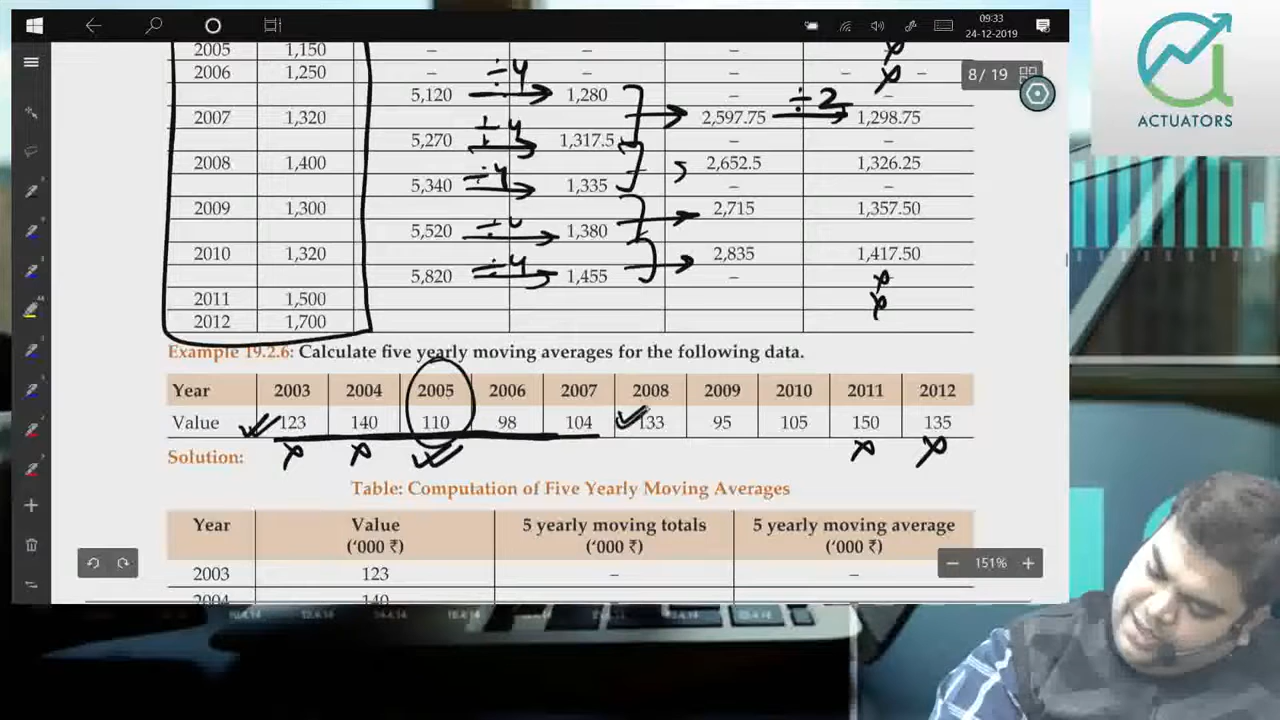 09:33
24-12-2019
8 / 19
ACTUATORS
2005 1,150 – – – –
2006 1,250 – – – –
÷4
5,120 1,280 –
÷2
2007 1,320 2,597.75 1,298.75
÷4
5,270 1,317.5 –
2008 1,400 2,652.5 1,326.25
÷4
5,340 1,335 – –
2009 1,300 2,715 1,357.50
5,520 1,380
2010 1,320 2,835 1,417.50
÷4
5,820 1,455 –
2011 1,500
2012 1,700
Example 19.2.6: Calculate five yearly moving averages for the following data.
Year 2003 2004 2005 2006 2007 2008 2009 2010 2011 2012
Value 123 140 110 98 104 133 95 105 150 135
Solution:
Table: Computation of Five Yearly Moving Averages
Year Value 5 yearly moving totals 5 yearly moving average
('000 ₹) ('000 ₹) ('000 ₹)
2003 123 – –
2004 140
151%